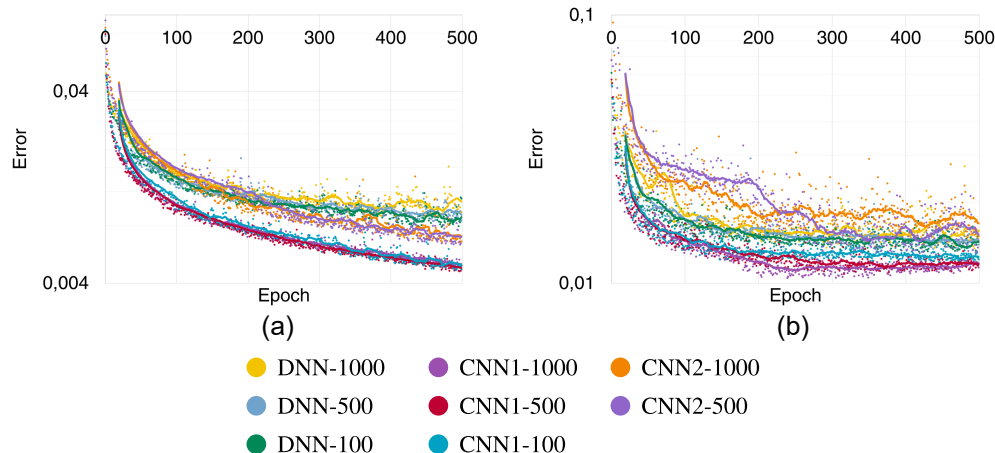 0 100 200 300 400 500
0,04
Error
0,004
Epoch
(a)
0,1
0 100 200 300 400 500
Error
0,01
Epoch
(b)
DNN-1000 CNN1-1000 CNN2-1000
DNN-500 CNN1-500 CNN2-500
DNN-100 CNN1-100